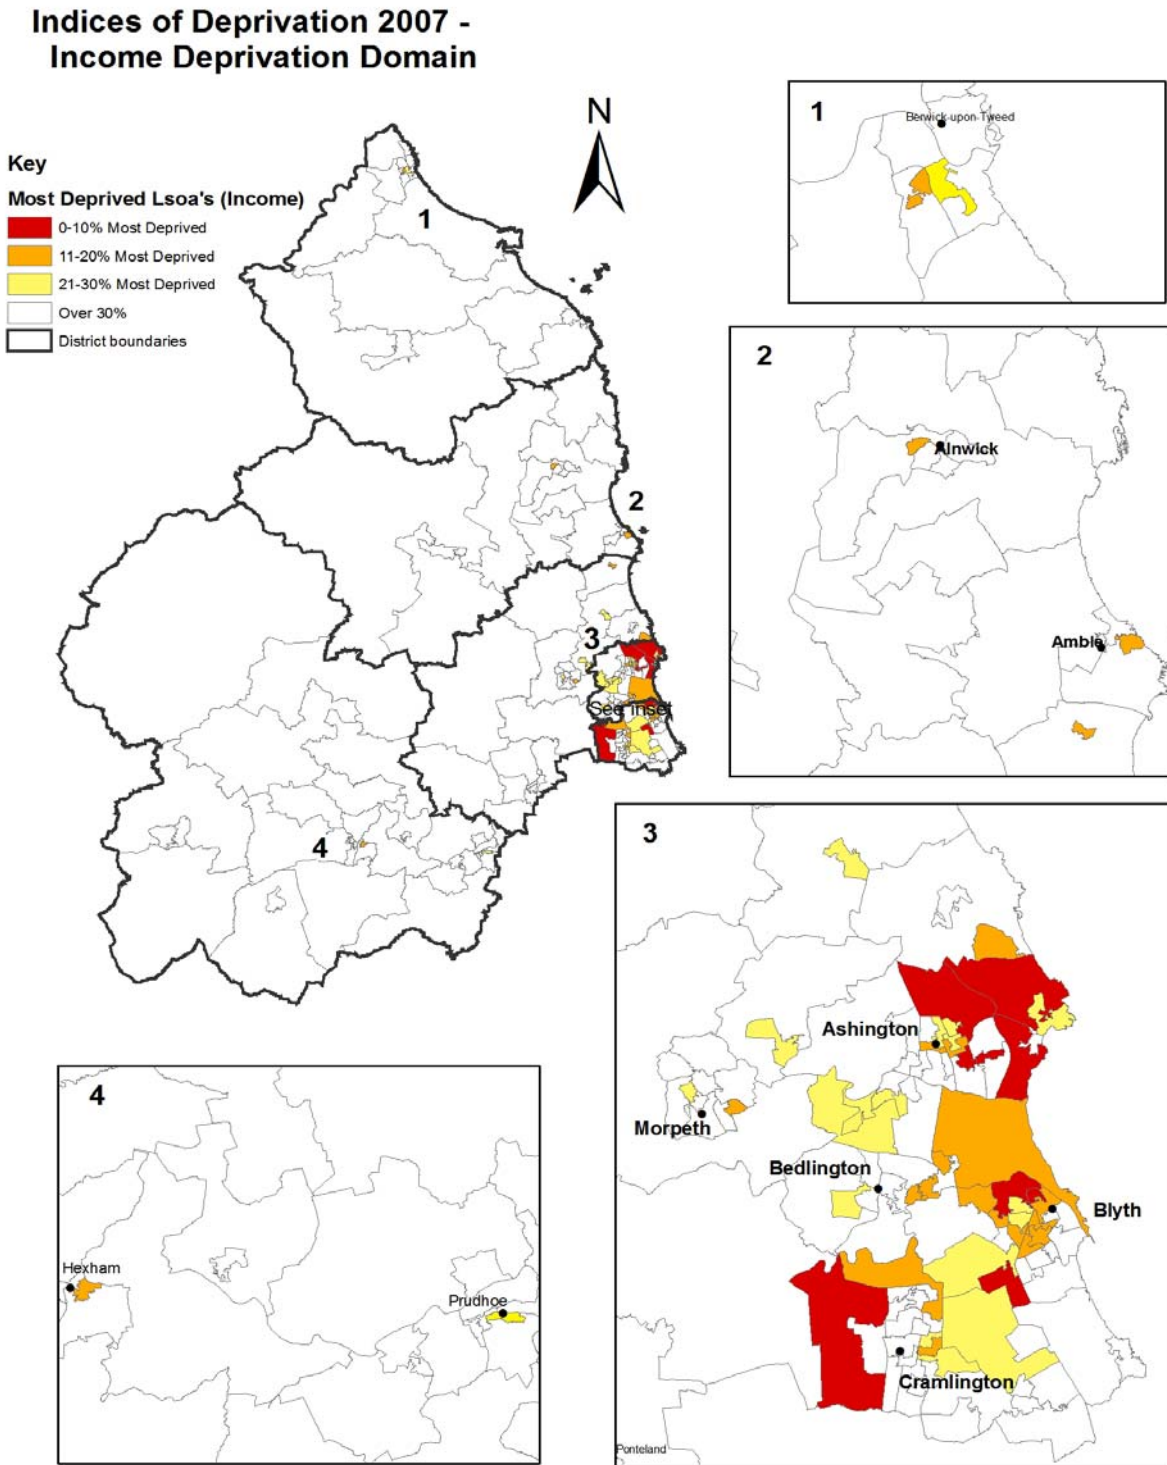 Indices of Deprivation 2007 -
Income Deprivation Domain
N
Key
Most Deprived Lsoa's (Income)
0-10% Most Deprived
11-20% Most Deprived
21-30% Most Deprived
Over 30%
District boundaries
1
2
3
See inset
4
1
Berwick-upon-Tweed
2
Alnwick
Amble
3
Ashington
Morpeth
Bedlington
Blyth
Cramlington
Ponteland
4
Hexham
Prudhoe